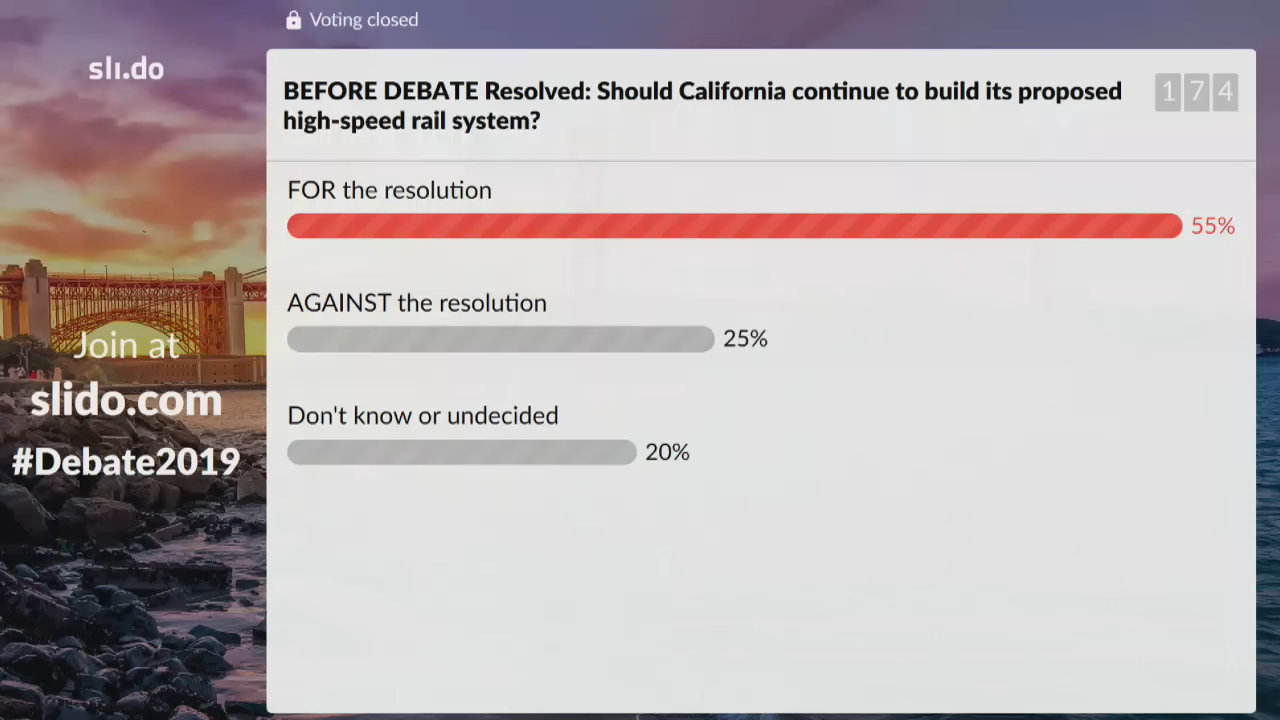 Voting closed
sli.do
BEFORE DEBATE Resolved: Should California continue to build its proposed
high-speed rail system?
174
FOR the resolution
55%
AGAINST the resolution
25%
Don't know or undecided
20%
Join at
slido.com
#Debate2019